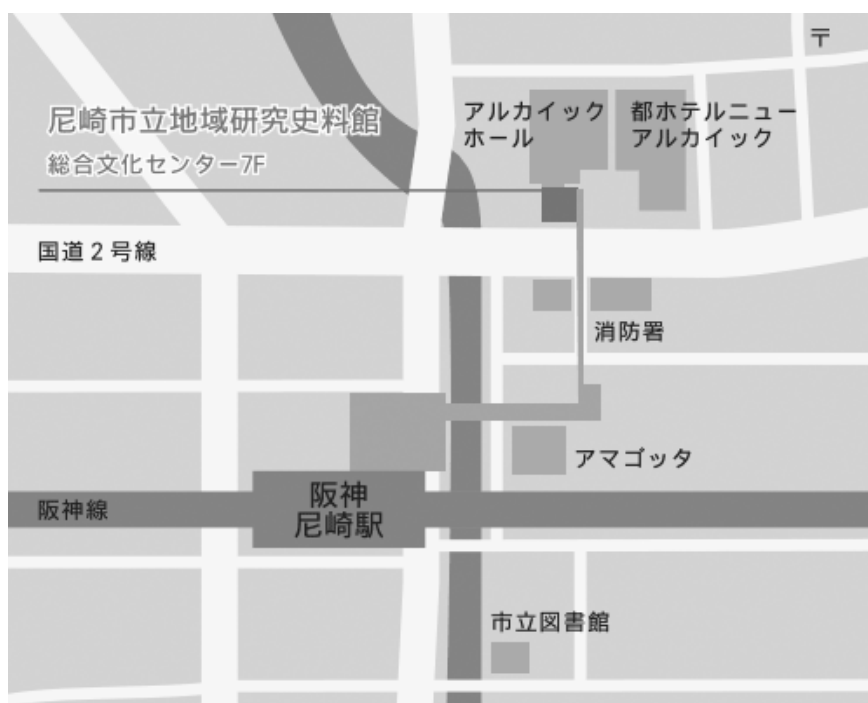 〒
尼崎市立地域研究史料館
総合文化センター7F
アルカイック
ホール
都ホテルニュー
アルカイック
国道2号線
消防署
アマゴッタ
阪神線
阪神
尼崎駅
市立図書館